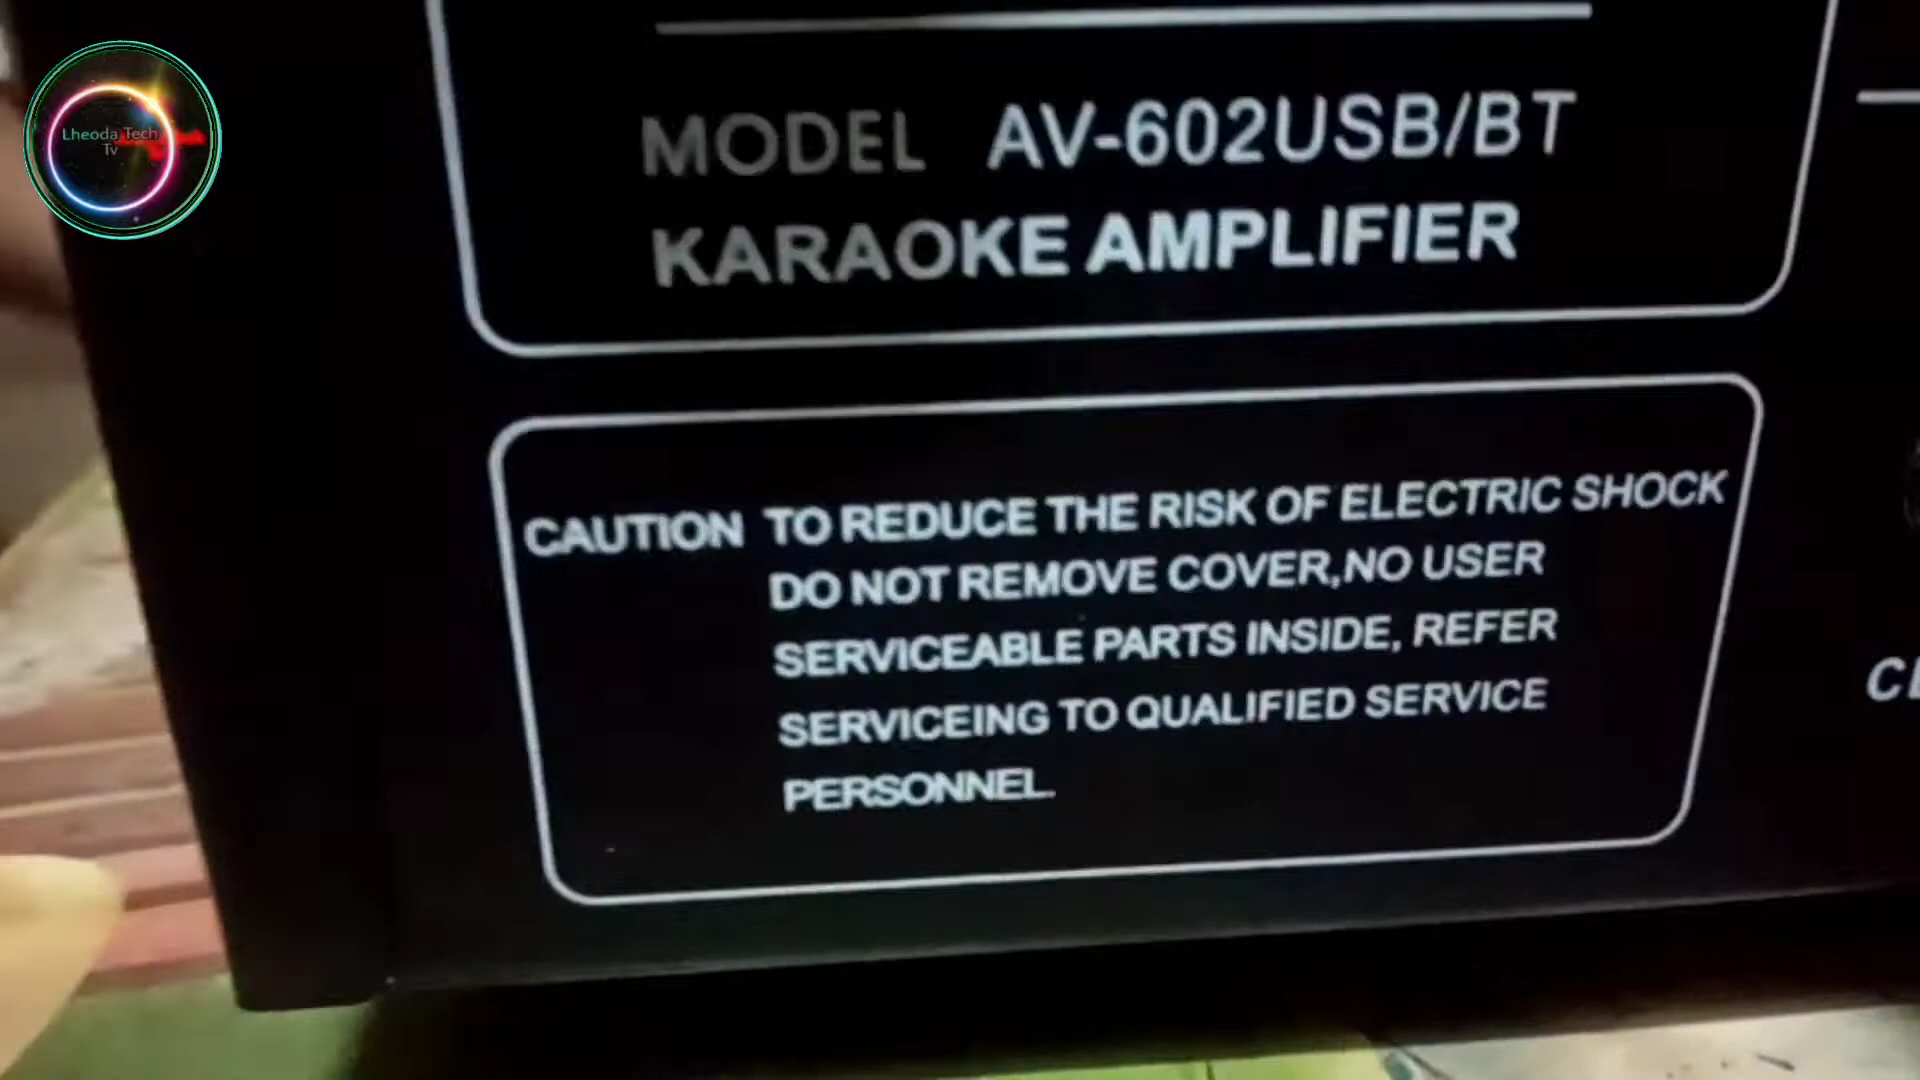 Lheoda Tech
Tv
MODEL AV-602USB/BT
KARAOKE AMPLIFIER
CAUTION TO REDUCE THE RISK OF ELECTRIC SHOCK
DO NOT REMOVE COVER,NO USER
SERVICEABLE PARTS INSIDE, REFER
SERVICEING TO QUALIFIED SERVICE
PERSONNEL.